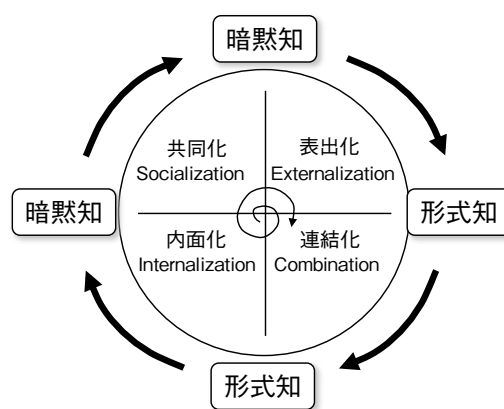 暗黙知
共同化
Socialization
表出化
Externalization
暗黙知
形式知
内面化
Internalization
連結化
Combination
形式知